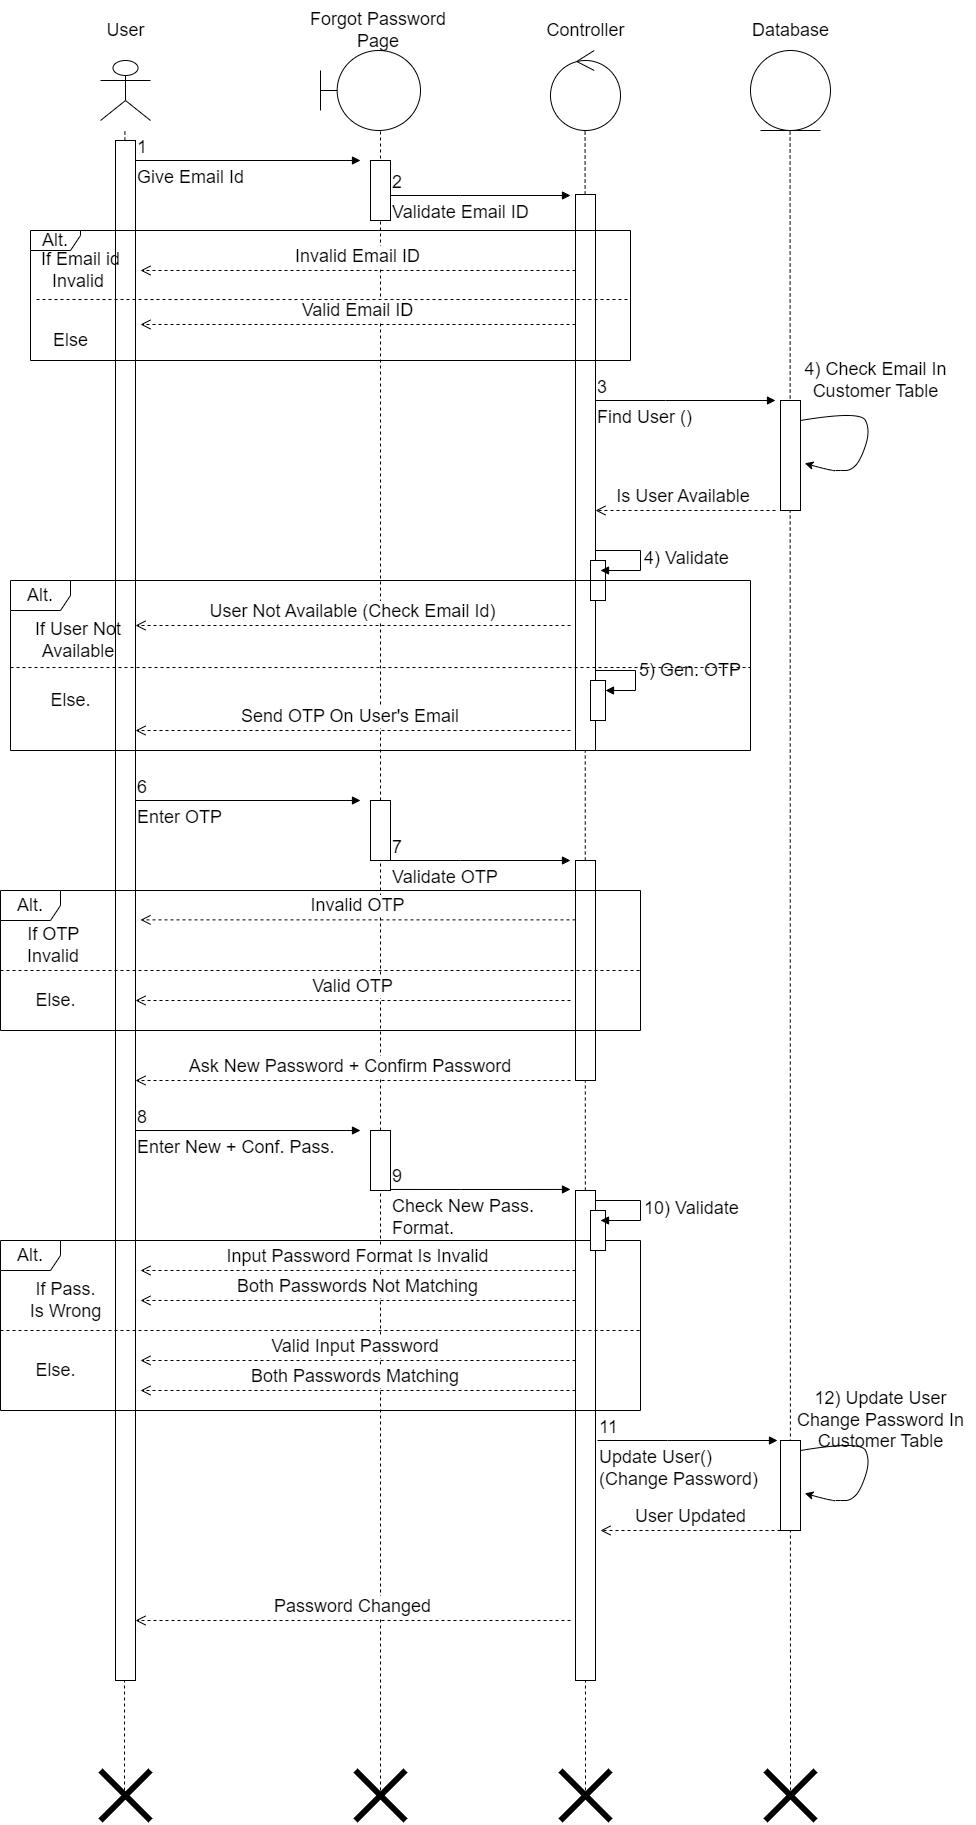 User
Forgot Password
Page
Controller
Database
1
Give Email Id
2
Validate Email ID
Alt.
If Email id
Invalid
Invalid Email ID
Valid Email ID
Else
4) Check Email In
Customer Table
3
Find User ()
Is User Available
4) Validate
Alt.
User Not Available (Check Email Id)
If User Not
Available
5) Gen. OTP
Else.
Send OTP On User's Email
6
Enter OTP
7
Validate OTP
Alt.
Invalid OTP
If OTP
Invalid
Valid OTP
Else.
Ask New Password + Confirm Password
8
Enter New + Conf. Pass.
9
Check New Pass.
Format.
10) Validate
Alt.
Input Password Format Is Invalid
If Pass.
Is Wrong
Both Passwords Not Matching
Valid Input Password
Else.
Both Passwords Matching
12) Update User
Change Password In
Customer Table
11
Update User()
(Change Password)
User Updated
Password Changed